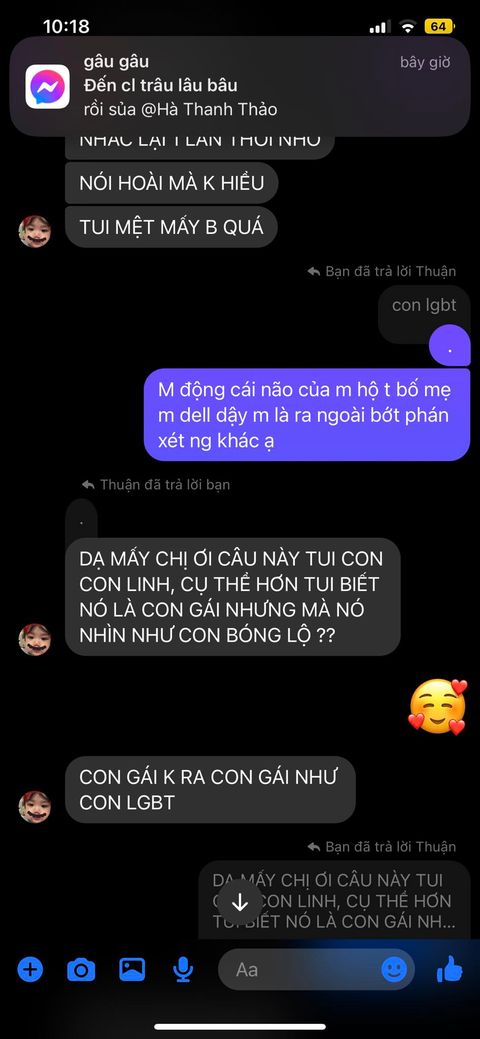 10:18
64
gâu gâu
bây giờ
Đến cl trâu lâu bâu
rồi sủa @Hà Thanh Thảo
NHẮC LẠI 1 LẦN THÔI NHỎ
NÓI HOÀI MÀ K HIỂU
TUI MỆT MẤY B QUÁ
Bạn đã trả lời Thuận
con lgbt
.
M động cái não của m hộ t bố mẹ
m dell dậy m là ra ngoài bớt phán
xét ng khác ạ
Thuận đã trả lời bạn
.
DẠ MẤY CHỊ ƠI CÂU NÀY TUI CON
CON LINH, CỤ THỂ HƠN TUI BIẾT
NÓ LÀ CON GÁI NHƯNG MÀ NÓ
NHÌN NHƯ CON BÓNG LỘ ??
CON GÁI K RA CON GÁI NHƯ
CON LGBT
Bạn đã trả lời Thuận
DẠ MẤY CHỊ ƠI CÂU NÀY TUI
CON LINH, CỤ THỂ HƠN
TUI BIẾT NÓ LÀ CON GÁI NH...
Aa